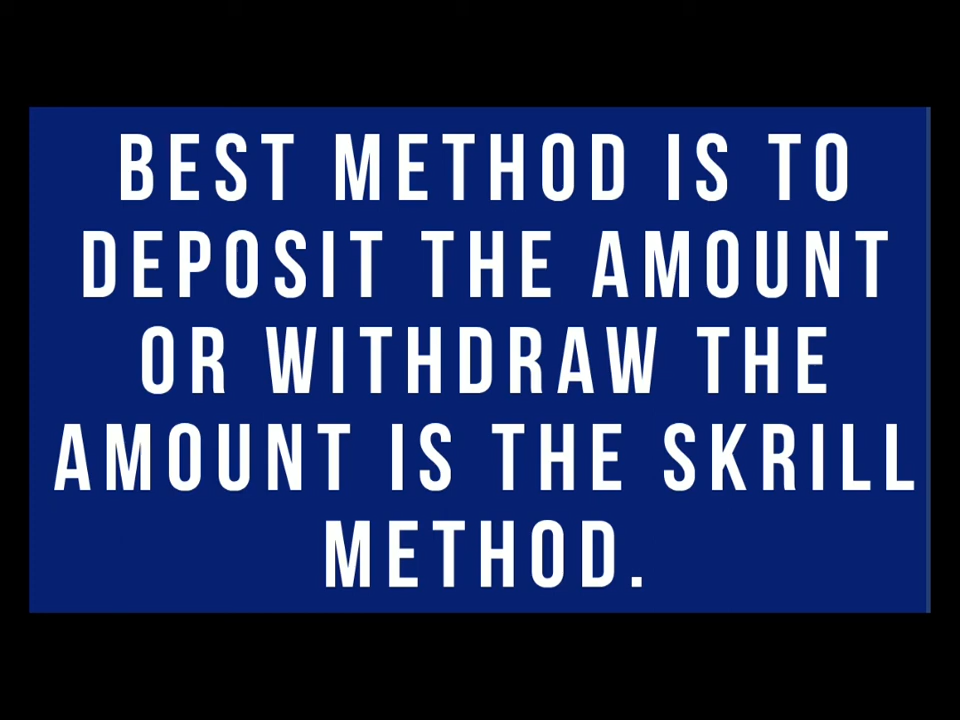 BEST METHOD IS TO
DEPOSIT THE AMOUNT
OR WITHDRAW THE
AMOUNT IS THE SKRILL
METHOD.